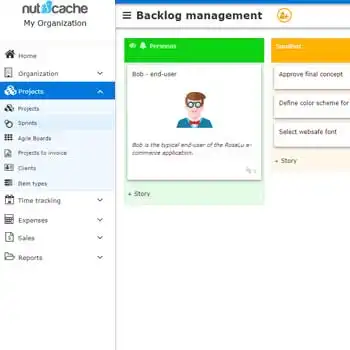 nutcache
My Organization
Home
Organization
Projects
Projects
Sprints
Agile Boards
Projects to invoice
Clients
Item types
Time tracking
Expenses
Sales
Reports
Backlog management
Personas
Bob - end-user
Bob is the typical end-user of the RoseLu e-
commerce application.
+ Story
Approve final concept
Define color scheme for
Select websafe font
+ Story